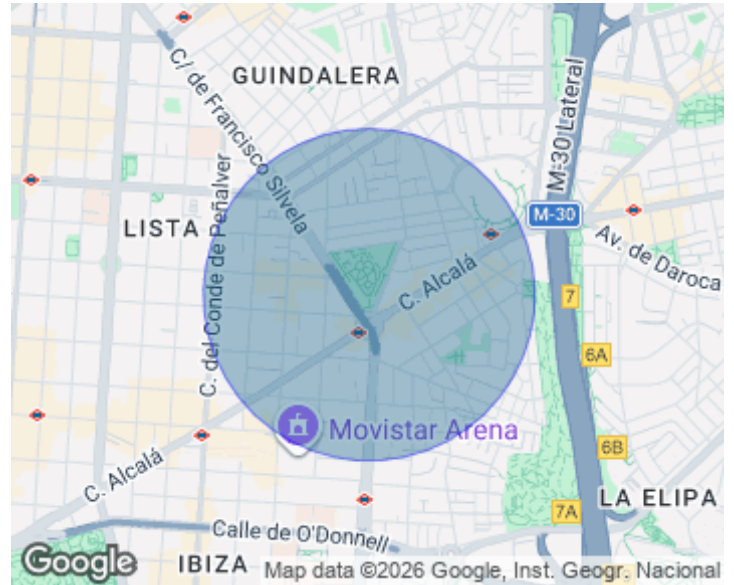 GUINDALERA
C/ de Francisco Silvela
M-30 Lateral
C. del Conde de Peñalver
LISTA
M-30
Av. de Daroca
C. Alcalá
7
6A
Movistar Arena
6B
C. Alcalá
LA ELIPA
7A
Calle de O'Donnell
IBIZA
Google
Map data ©2026 Google, Inst. Geogr. Nacional